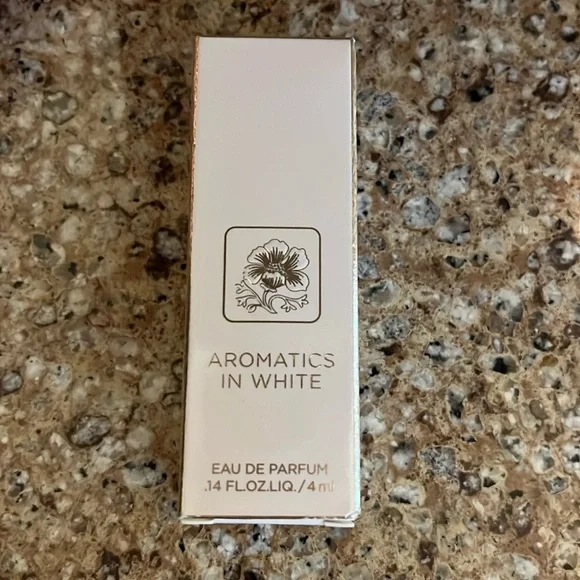 AROMATICS
IN WHITE
EAU DE PARFUM
.14 FL.OZ.LIQ./4 ml